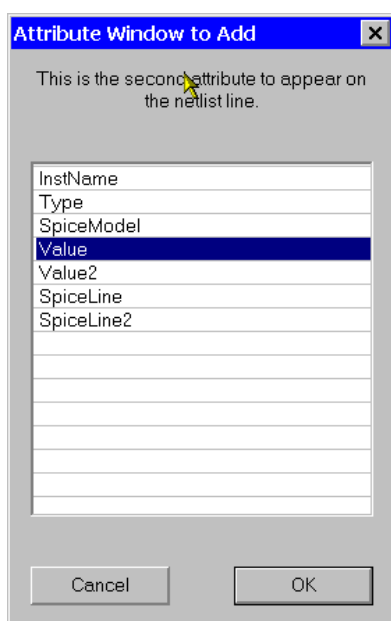 Attribute Window to Add
This is the second attribute to appear on
the netlist line.
InstName
Type
SpiceModel
Value
Value2
SpiceLine
SpiceLine2
Cancel
OK